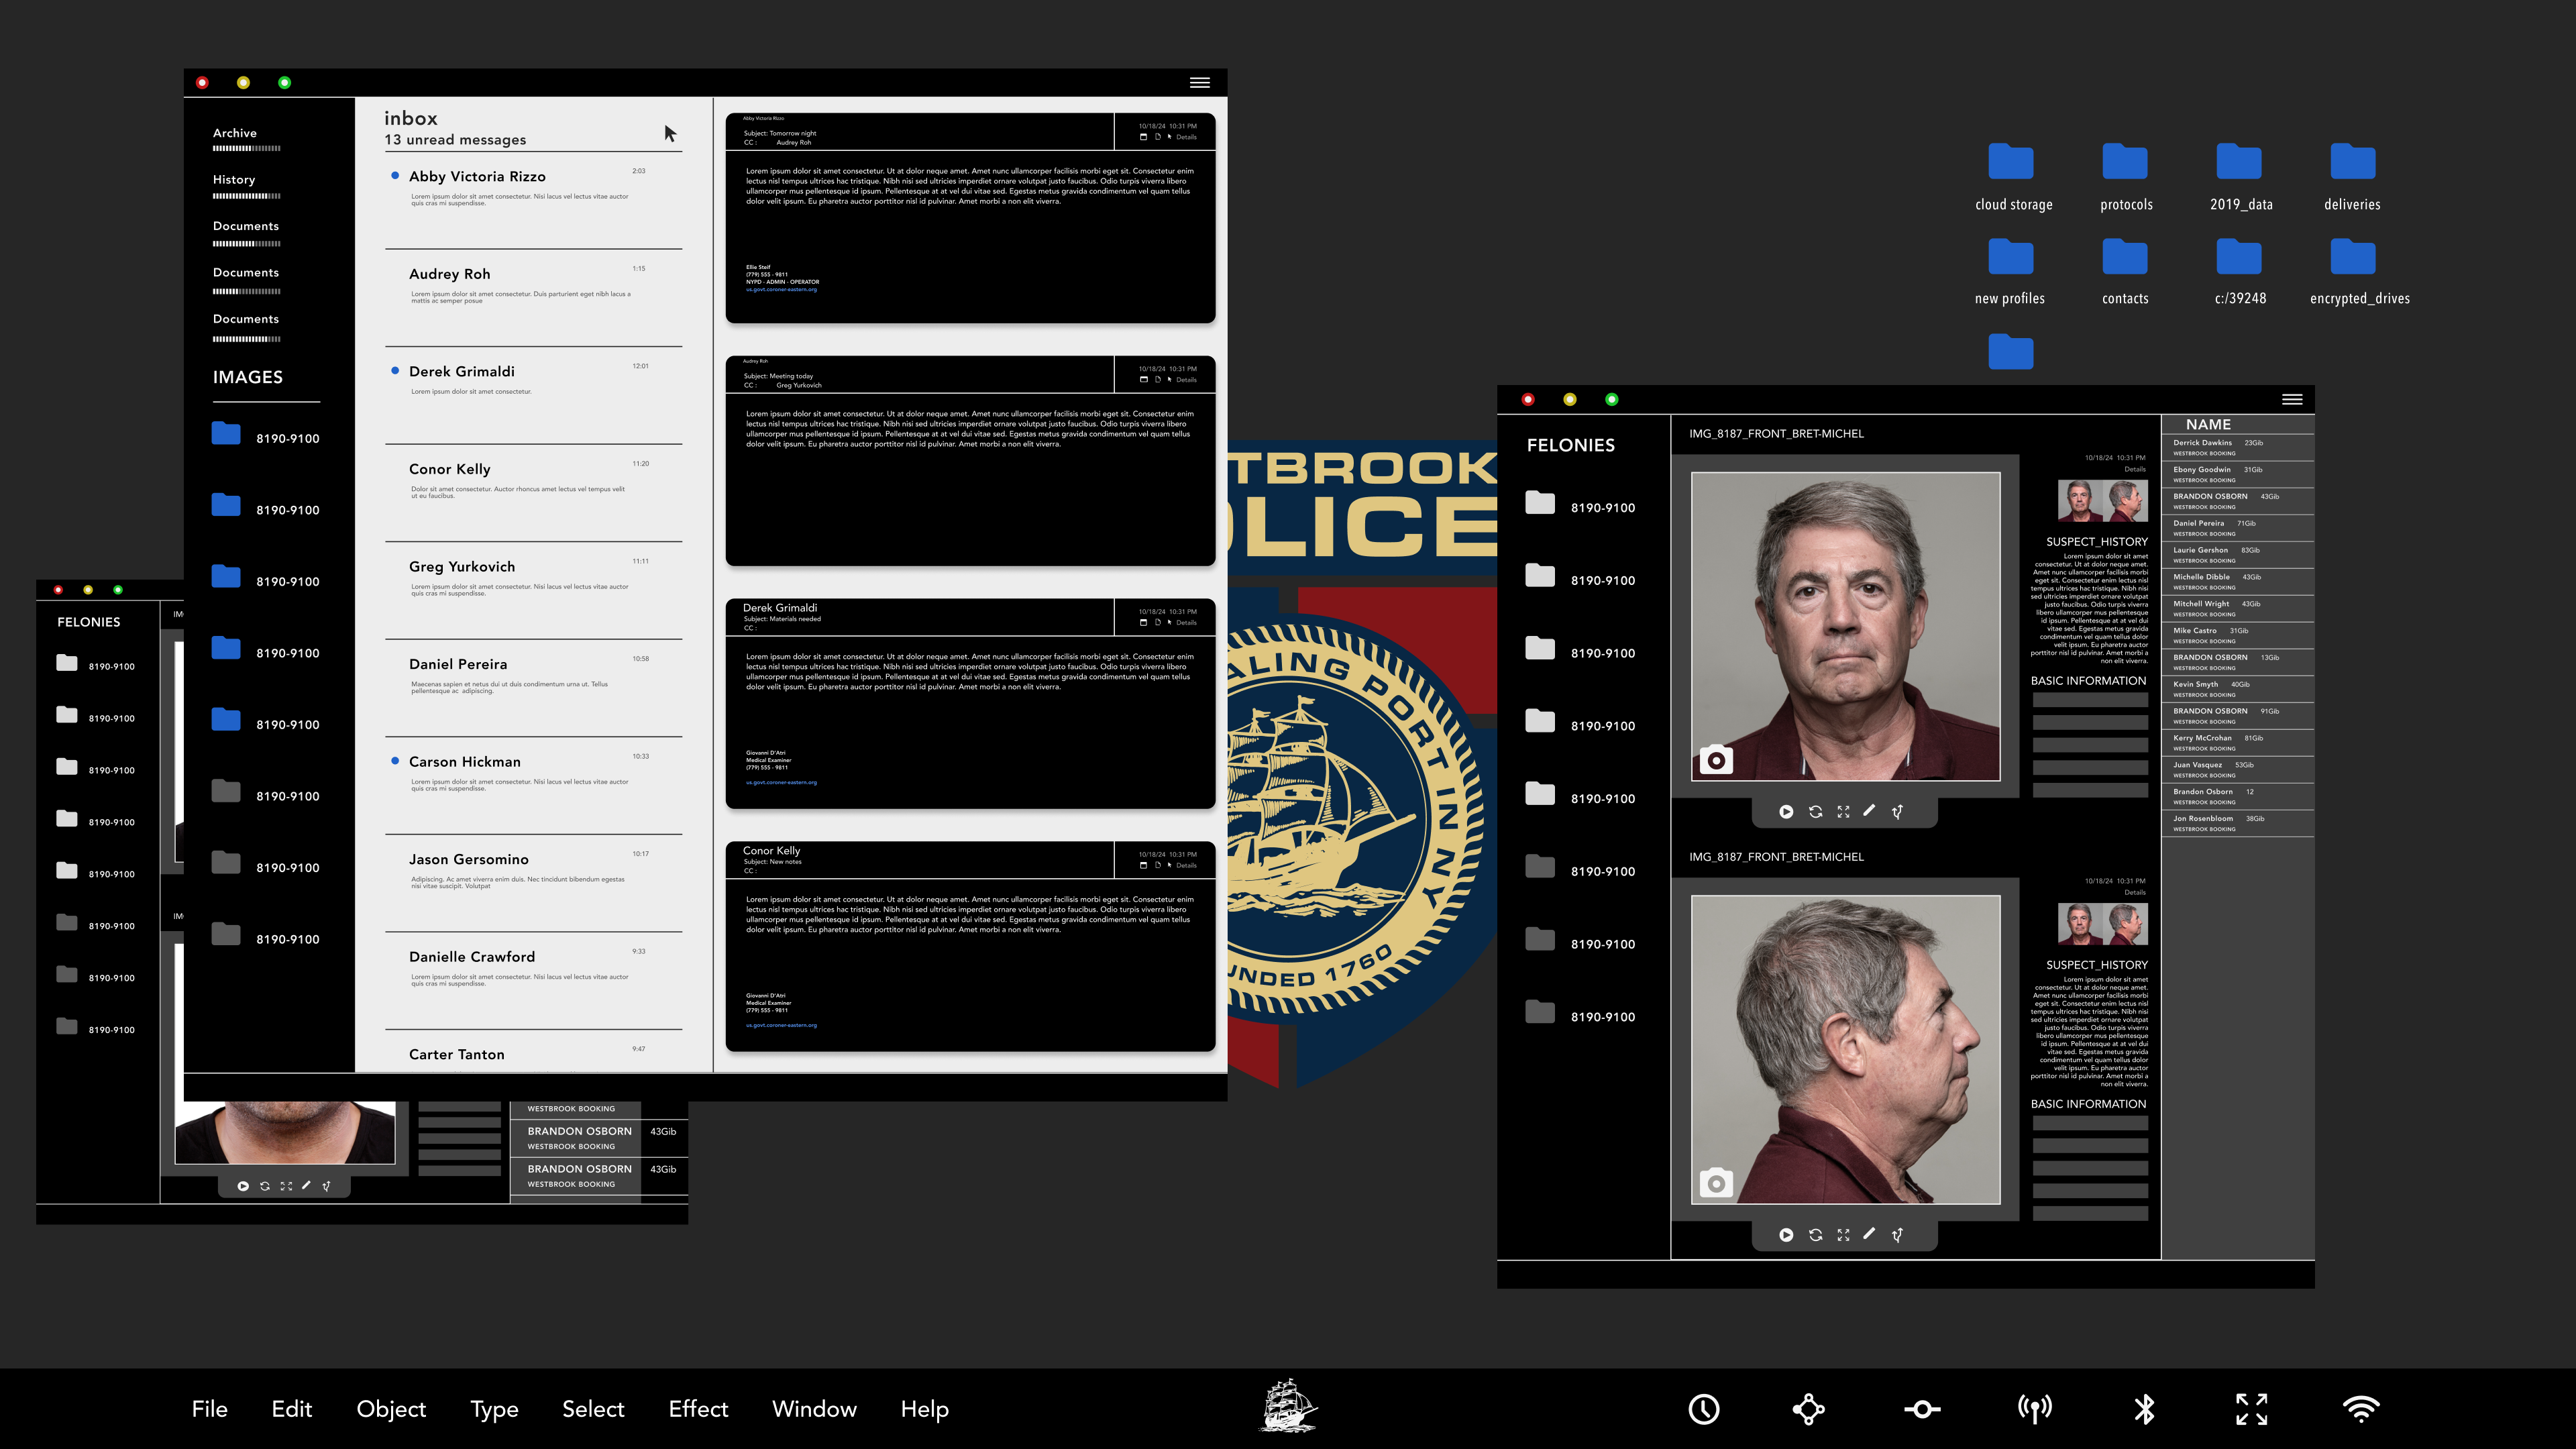 Archive
History
Documents
Documents
Documents
IMAGES
8190-9100
8190-9100
8190-9100
8190-9100
8190-9100
8190-9100
8190-9100
8190-9100
inbox
13 unread messages
Abby Victoria Rizzo
2:03
Lorem ipsum dolor sit amet consectetur. Nisi lacus vel lectus vitae auctor
quis cras mi suspendisse.
Audrey Roh
1:15
Lorem ipsum dolor sit amet consectetur. Duis parturient eget nibh lacus a
mattis ac semper posue
Derek Grimaldi
12:01
Lorem ipsum dolor sit amet consectetur.
Conor Kelly
11:20
Dolor sit amet consectetur. Auctor rhoncus amet lectus vel tempus velit
ut eu faucibus.
Greg Yurkovich
11:11
Lorem ipsum dolor sit amet consectetur. Nisi lacus vel lectus vitae auctor
quis cras mi suspendisse.
Daniel Pereira
10:58
Maecenas sapien et netus dui ut duis condimentum urna ut. Tellus
pellentesque ac adipiscing.
Carson Hickman
10:33
Lorem ipsum dolor sit amet consectetur. Nisi lacus vel lectus vitae auctor
quis cras mi suspendisse.
Jason Gersomino
10:17
Adipiscing. Ac amet viverra enim duis. Nec tincidunt bibendum egestas
nisi vitae suscipit. Volutpat
Danielle Crawford
9:33
Lorem ipsum dolor sit amet consectetur. Nisi lacus vel lectus vitae auctor
quis cras mi suspendisse.
Carter Tanton
9:47
Abby Victoria Rizzo
Subject: Tomorrow night
CC : Audrey Roh
10/18/24 10:31 PM
Details
Lorem ipsum dolor sit amet consectetur. Ut at dolor neque amet. Amet nunc ullamcorper facilisis morbi eget sit. Consectetur enim
lectus nisl tempus ultrices hac tristique. Nibh nisi sed ultricies imperdiet ornare volutpat justo faucibus. Odio turpis viverra libero
ullamcorper mus pellentesque id ipsum. Pellentesque at at vel dui vitae sed. Egestas metus gravida condimentum vel quam tellus
dolor velit ipsum. Eu pharetra auctor porttitor nisl id pulvinar. Amet morbi a non elit viverra.
Ellie Steif
(779) 555 - 9811
NYPD - ADMIN - OPERATOR
us.govt.coroner-eastern.org
Audrey Roh
Subject: Meeting today
CC : Greg Yurkovich
10/18/24 10:31 PM
Details
Lorem ipsum dolor sit amet consectetur. Ut at dolor neque amet. Amet nunc ullamcorper facilisis morbi eget sit. Consectetur enim
lectus nisl tempus ultrices hac tristique. Nibh nisi sed ultricies imperdiet ornare volutpat justo faucibus. Odio turpis viverra libero
ullamcorper mus pellentesque id ipsum. Pellentesque at at vel dui vitae sed. Egestas metus gravida condimentum vel quam tellus
dolor velit ipsum. Eu pharetra auctor porttitor nisl id pulvinar. Amet morbi a non elit viverra.
Derek Grimaldi
Subject: Materials needed
CC :
10/18/24 10:31 PM
Details
Lorem ipsum dolor sit amet consectetur. Ut at dolor neque amet. Amet nunc ullamcorper facilisis morbi eget sit. Consectetur enim
lectus nisl tempus ultrices hac tristique. Nibh nisi sed ultricies imperdiet ornare volutpat justo faucibus. Odio turpis viverra libero
ullamcorper mus pellentesque id ipsum. Pellentesque at at vel dui vitae sed. Egestas metus gravida condimentum vel quam tellus
dolor velit ipsum. Eu pharetra auctor porttitor nisl id pulvinar. Amet morbi a non elit viverra.
Giovanni D'Atri
Medical Examiner
(779) 555 - 9811
us.govt.coroner-eastern.org
Conor Kelly
Subject: New notes
CC :
10/18/24 10:31 PM
Details
Lorem ipsum dolor sit amet consectetur. Ut at dolor neque amet. Amet nunc ullamcorper facilisis morbi eget sit. Consectetur enim
lectus nisl tempus ultrices hac tristique. Nibh nisi sed ultricies imperdiet ornare volutpat justo faucibus. Odio turpis viverra libero
ullamcorper mus pellentesque id ipsum. Pellentesque at at vel dui vitae sed. Egestas metus gravida condimentum vel quam tellus
dolor velit ipsum. Eu pharetra auctor porttitor nisl id pulvinar. Amet morbi a non elit viverra.
Giovanni D'Atri
Medical Examiner
(779) 555 - 9811
us.govt.coroner-eastern.org
FELONIES
8190-9100
8190-9100
8190-9100
8190-9100
8190-9100
8190-9100
8190-9100
8190-9100
IM
IM
WESTBROOK BOOKING
BRANDON OSBORN 43Gib
WESTBROOK BOOKING
BRANDON OSBORN 43Gib
WESTBROOK BOOKING
TBROOK
OLICE
ALING PORT IN NY
UNDED 1760
cloud storage
protocols
2019_data
deliveries
new profiles
contacts
c:/39248
encrypted_drives
FELONIES
8190-9100
8190-9100
8190-9100
8190-9100
8190-9100
8190-9100
8190-9100
8190-9100
IMG_8187_FRONT_BRET-MICHEL
10/18/24 10:31 PM
Details
SUSPECT_HISTORY
Lorem ipsum dolor sit amet
consectetur. Ut at dolor neque amet.
Amet nunc ullamcorper facilisis morbi
eget sit. Consectetur enim lectus nisl
tempus ultrices hac tristique. Nibh nisi
sed ultricies imperdiet ornare volutpat
justo faucibus. Odio turpis viverra
libero ullamcorper mus pellentesque
id ipsum. Pellentesque at at vel dui
vitae sed. Egestas metus gravida
condimentum vel quam tellus dolor
velit ipsum. Eu pharetra auctor
porttitor nisl id pulvinar. Amet morbi a
non elit viverra.
BASIC INFORMATION
IMG_8187_FRONT_BRET-MICHEL
10/18/24 10:31 PM
Details
SUSPECT_HISTORY
Lorem ipsum dolor sit amet
consectetur. Ut at dolor neque amet.
Amet nunc ullamcorper facilisis morbi
eget sit. Consectetur enim lectus nisl
tempus ultrices hac tristique. Nibh nisi
sed ultricies imperdiet ornare volutpat
justo faucibus. Odio turpis viverra
libero ullamcorper mus pellentesque
id ipsum. Pellentesque at at vel dui
vitae sed. Egestas metus gravida
condimentum vel quam tellus dolor
velit ipsum. Eu pharetra auctor
porttitor nisl id pulvinar. Amet morbi a
non elit viverra.
BASIC INFORMATION
NAME
Derrick Dawkins 23Gib
WESTBROOK BOOKING
Ebony Goodwin 31Gib
WESTBROOK BOOKING
BRANDON OSBORN 43Gib
WESTBROOK BOOKING
Daniel Pereira 71Gib
WESTBROOK BOOKING
Laurie Gershon 83Gib
WESTBROOK BOOKING
Michelle Dibble 43Gib
WESTBROOK BOOKING
Mitchell Wright 43Gib
WESTBROOK BOOKING
Mike Castro 31Gib
WESTBROOK BOOKING
BRANDON OSBORN 13Gib
WESTBROOK BOOKING
Kevin Smyth 40Gib
WESTBROOK BOOKING
BRANDON OSBORN 91Gib
WESTBROOK BOOKING
Kerry McCrohan 81Gib
WESTBROOK BOOKING
Juan Vasquez 53Gib
WESTBROOK BOOKING
Brandon Osborn 12
WESTBROOK BOOKING
Jon Rosenbloom 38Gib
WESTBROOK BOOKING
File
Edit
Object
Type
Select
Effect
Window
Help